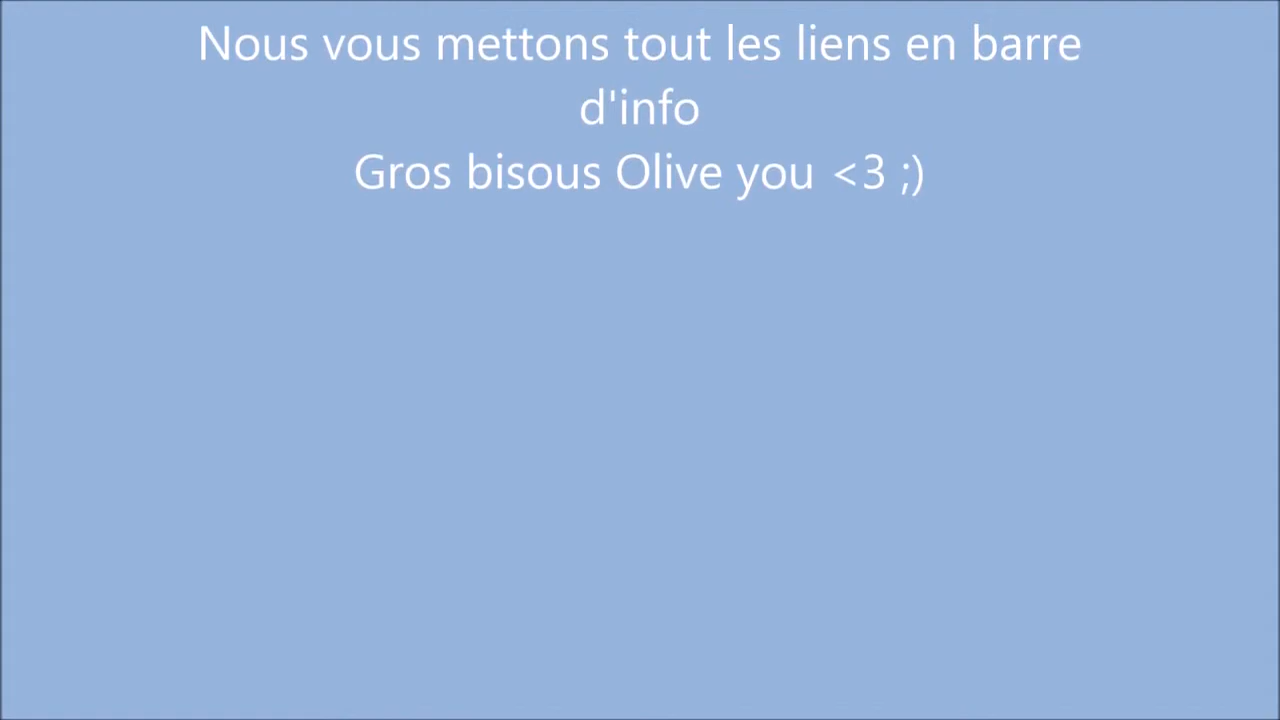 Nous vous mettons tout les liens en barre
d'info
Gros bisous Olive you <3 ;)